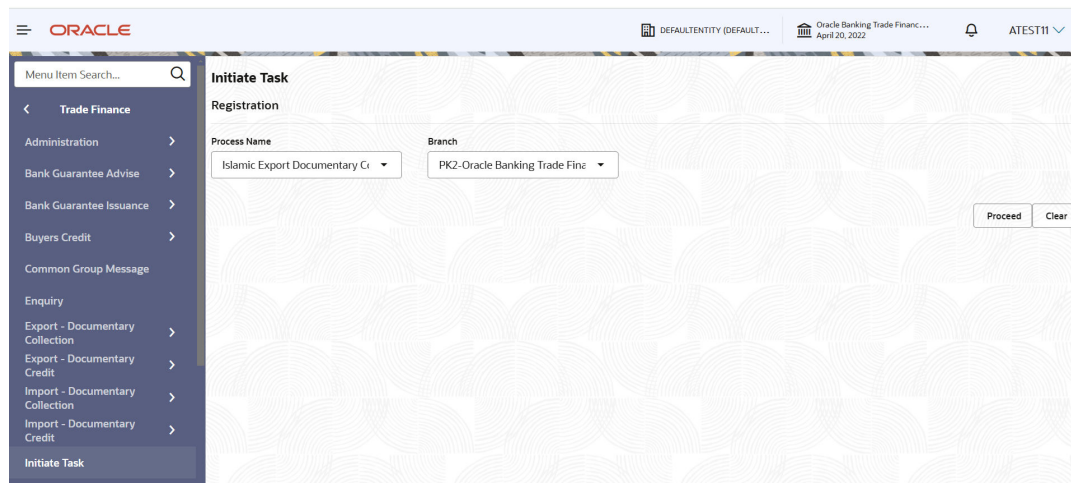 ORACLE
DEFAULTENTITY (DEFAULT...
Oracle Banking Trade Financ...
April 20, 2022
ATEST11
Menu Item Search...
Trade Finance
Administration
Bank Guarantee Advise
Bank Guarantee Issuance
Buyers Credit
Common Group Message
Enquiry
Export - Documentary
Collection
Export - Documentary
Credit
Import - Documentary
Collection
Import - Documentary
Credit
Initiate Task
Initiate Task
Registration
Process Name
Branch
Islamic Export Documentary
PK2-Oracle Banking Trade
Proceed
Clear